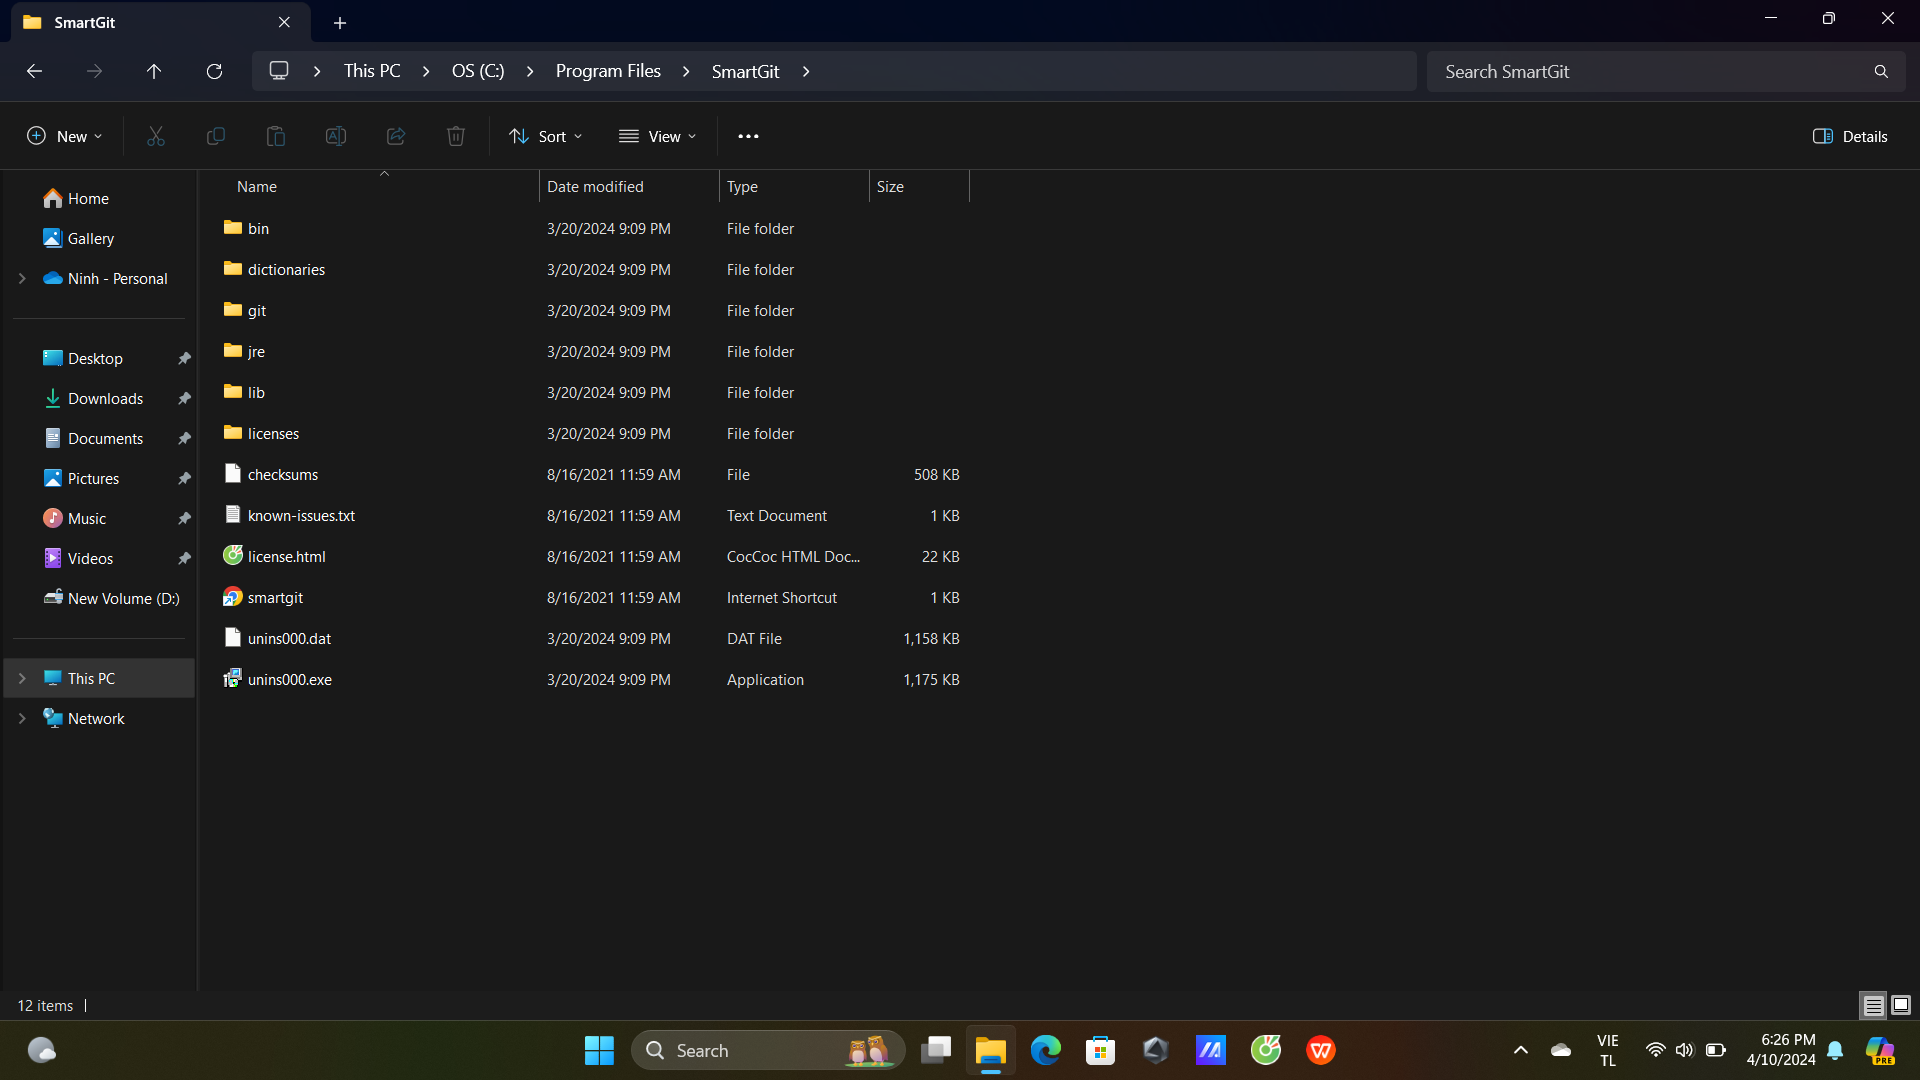 SmartGit
This PC > OS (C:) > Program Files > SmartGit >
Search SmartGit
New
Sort
View
Details
Home
Gallery
Ninh - Personal
Desktop
Downloads
Documents
Pictures
Music
Videos
New Volume (D:)
This PC
Network
Name Date modified Type Size
bin 3/20/2024 9:09 PM File folder
dictionaries 3/20/2024 9:09 PM File folder
git 3/20/2024 9:09 PM File folder
jre 3/20/2024 9:09 PM File folder
lib 3/20/2024 9:09 PM File folder
licenses 3/20/2024 9:09 PM File folder
checksums 8/16/2021 11:59 AM File 508 KB
known-issues.txt 8/16/2021 11:59 AM Text Document 1 KB
license.html 8/16/2021 11:59 AM CocCoc HTML Doc... 22 KB
smartgit 8/16/2021 11:59 AM Internet Shortcut 1 KB
unins000.dat 3/20/2024 9:09 PM DAT File 1,158 KB
unins000.exe 3/20/2024 9:09 PM Application 1,175 KB
12 items
Search
VIE
TL
6:26 PM
4/10/2024
PRE